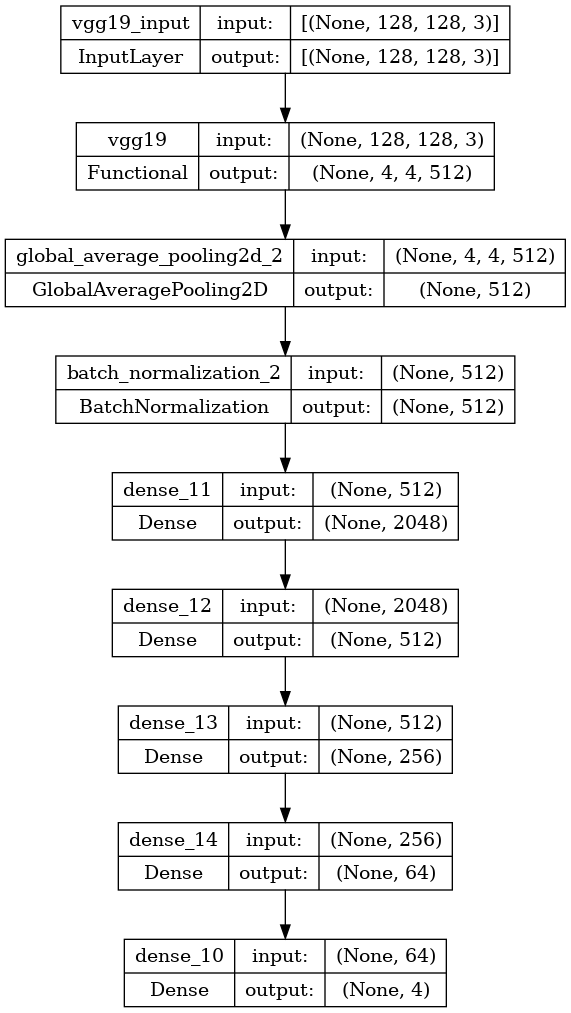 vgg19_input input: [(None, 128, 128, 3)]
InputLayer output: [(None, 128, 128, 3)]
vgg19 input: (None, 128, 128, 3)
Functional output: (None, 4, 4, 512)
global_average_pooling2d_2 input: (None, 4, 4, 512)
GlobalAveragePooling2D output: (None, 512)
batch_normalization_2 input: (None, 512)
BatchNormalization output: (None, 512)
dense_11 input: (None, 512)
Dense output: (None, 2048)
dense_12 input: (None, 2048)
Dense output: (None, 512)
dense_13 input: (None, 512)
Dense output: (None, 256)
dense_14 input: (None, 256)
Dense output: (None, 64)
dense_10 input: (None, 64)
Dense output: (None, 4)